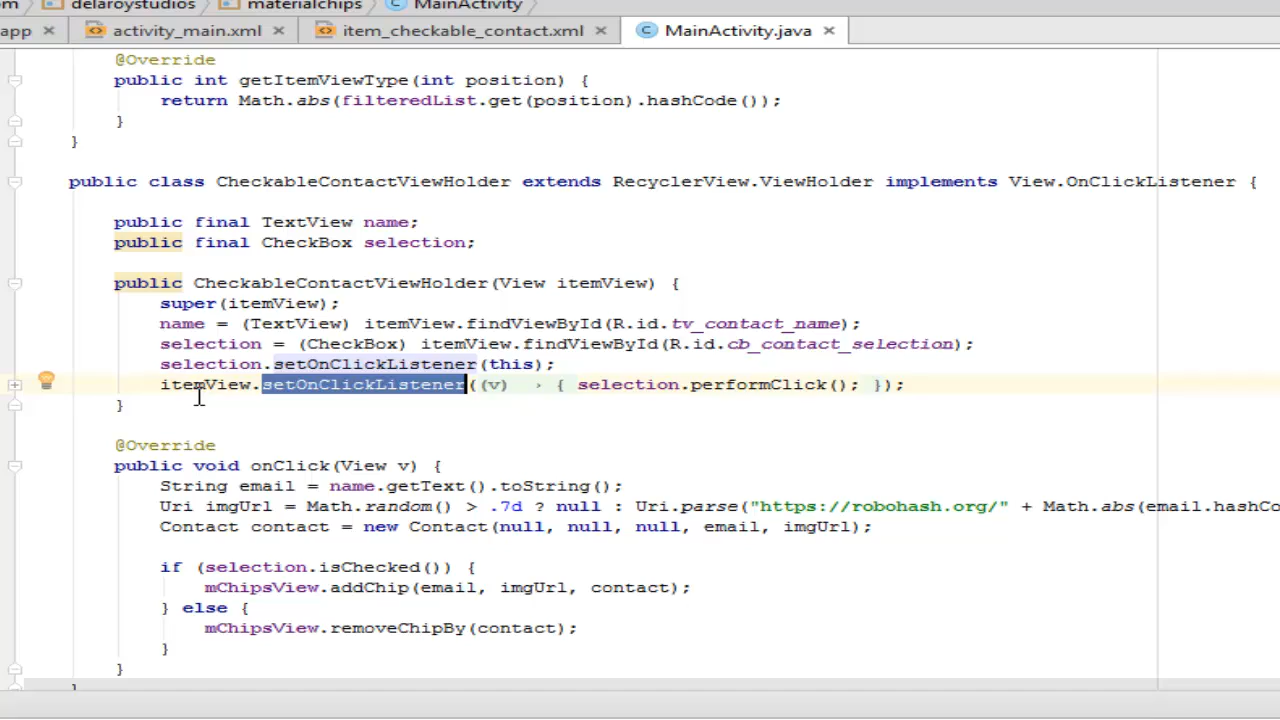 om delaroystudios materialchips MainActivity
app activity_main.xml item_checkable_contact.xml MainActivity.java
@Override
public int getItemViewType(int position) {
return Math.abs(filteredList.get(position).hashCode());
}
}
public class CheckableContactViewHolder extends RecyclerView.ViewHolder implements View.OnClickListener {
public final TextView name;
public final CheckBox selection;
public CheckableContactViewHolder(View itemView) {
super(itemView);
name = (TextView) itemView.findViewById(R.id.tv_contact_name);
selection = (CheckBox) itemView.findViewById(R.id.cb_contact_selection);
selection.setOnClickListener(this);
itemView.setOnClickListener((v) → { selection.performClick(); });
}
@Override
public void onClick(View v) {
String email = name.getText().toString();
Uri imgUrl = Math.random() > .7d ? null : Uri.parse("https://robohash.org/" + Math.abs(email.hashCo
Contact contact = new Contact(null, null, null, email, imgUrl);
if (selection.isChecked()) {
mChipsView.addChip(email, imgUrl, contact);
} else {
mChipsView.removeChipBy(contact);
}
}
}